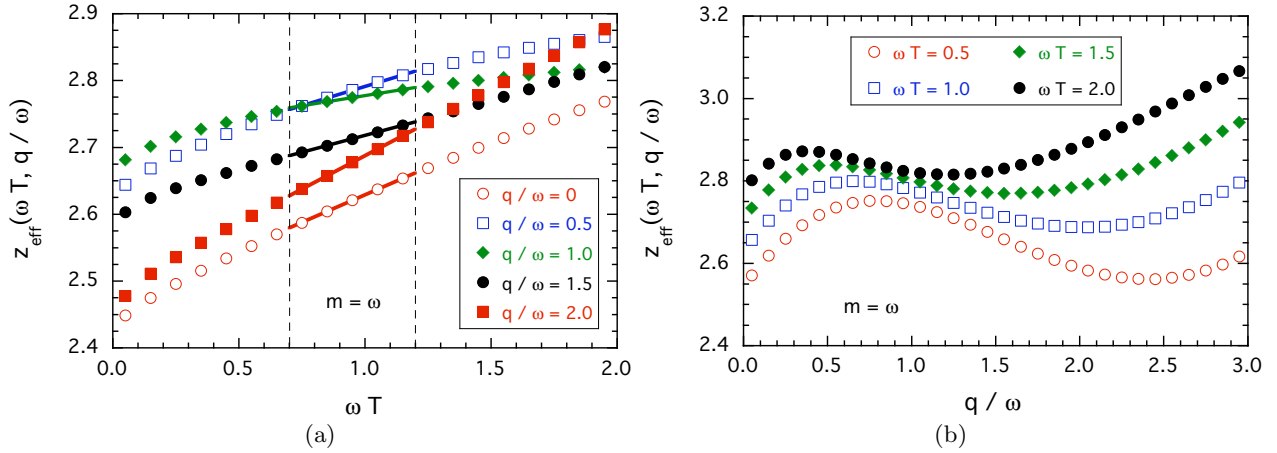 z_eff(ω T, q / ω)
2.9
2.8
2.7
2.6
2.5
2.4
0.0 0.5 1.0 1.5 2.0
ω T
m = ω
q / ω = 0
q / ω = 0.5
q / ω = 1.0
q / ω = 1.5
q / ω = 2.0
(a)
z_eff(ω T, q / ω)
3.2
3.0
2.8
2.6
2.4
0.0 0.5 1.0 1.5 2.0 2.5 3.0
q / ω
ω T = 0.5 ω T = 1.5
ω T = 1.0 ω T = 2.0
m = ω
(b)